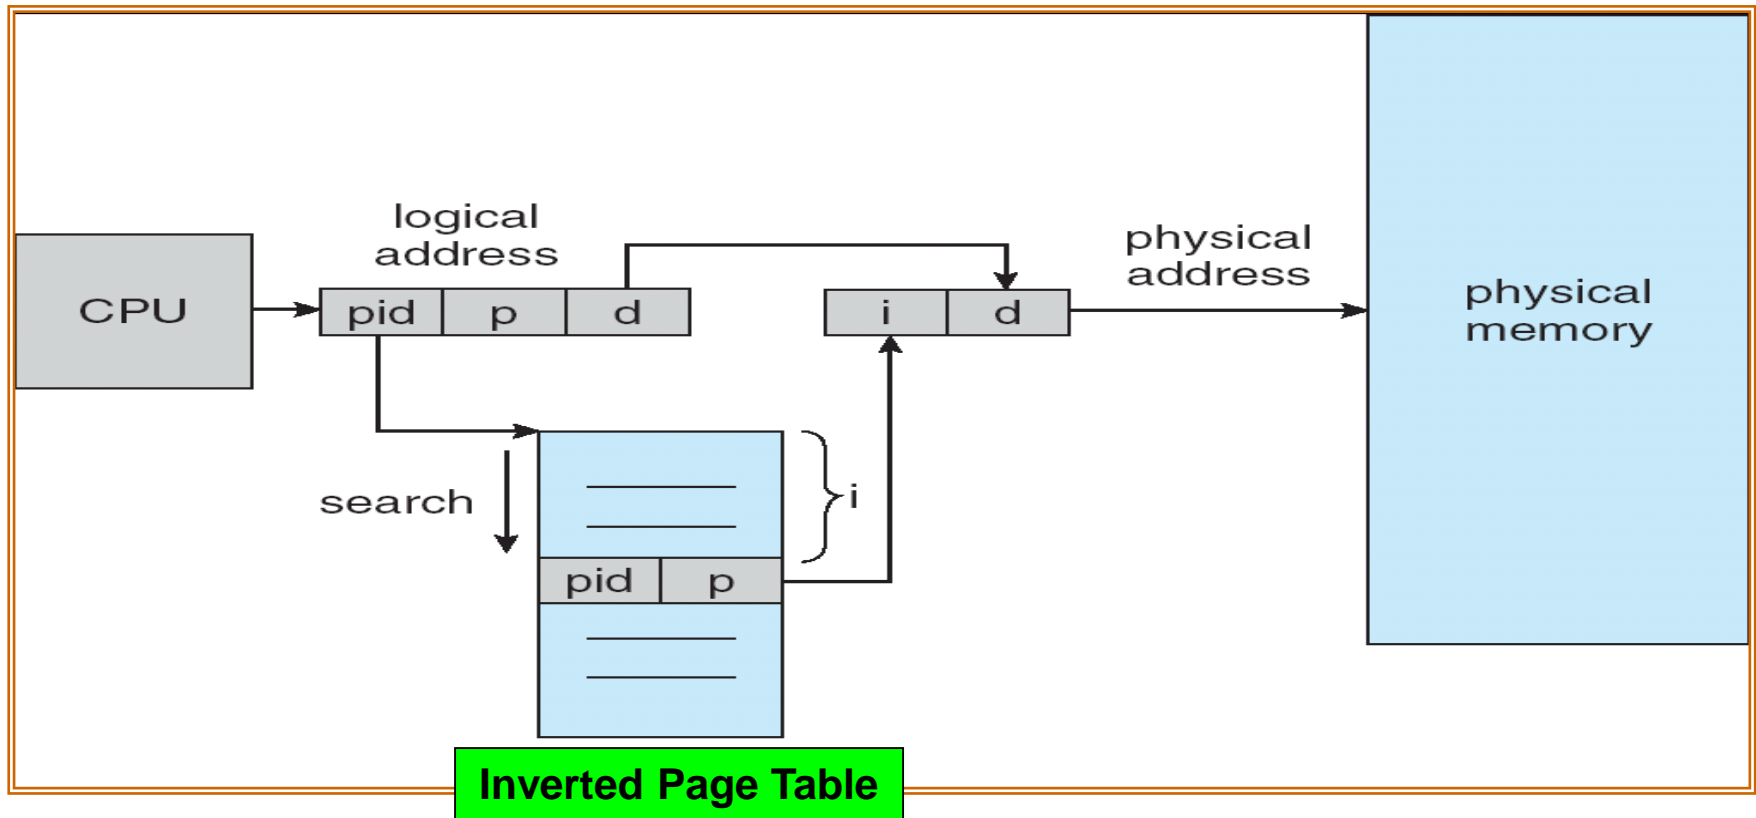 logical
address
physical
address
CPU
pid p d
i d
physical
memory
search
i
pid p
Inverted Page Table